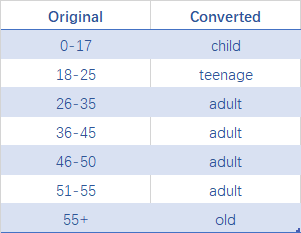 Original Converted
0-17 child
18-25 teenage
26-35 adult
36-45 adult
46-50 adult
51-55 adult
55+ old